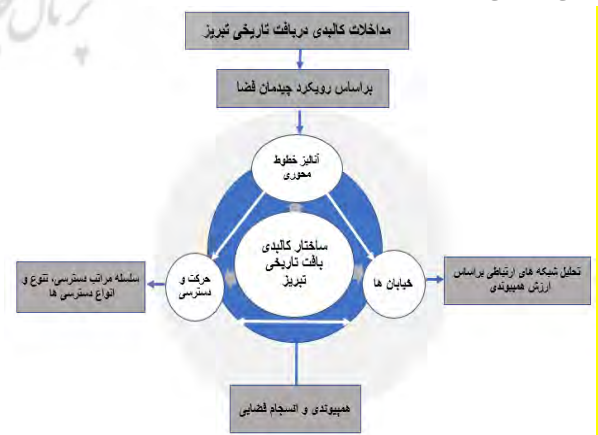 مداخلات کالبدی دربافت تاریخی تبریز
براساس رویکرد چیدمان فضا
آنالیز خطوط
محوری
ساختار کالبدی
بافت تاریخی
تبریز
خیابان ها
حرکت و
دسترسی
تحلیل شبکه های ارتباطی براساس
ارزش همپیوندی
سلسله مراتب دسترسی، تنوع و
انواع دسترسی ها
همپیوندی و انسجام فضایی